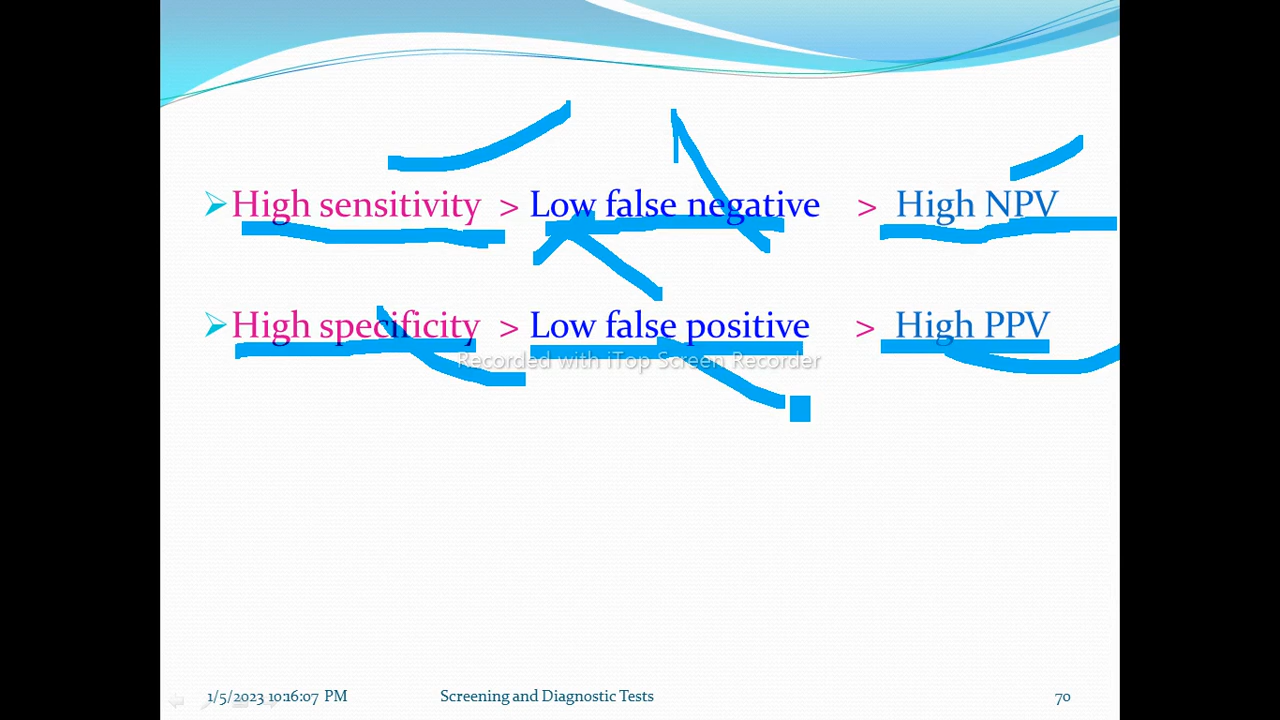 High sensitivity > Low false negative > High NPV
High specificity > Low false positive > High PPV
Recorded with iTop Screen Recorder
1/5/2023 10:16:07 PM Screening and Diagnostic Tests 70